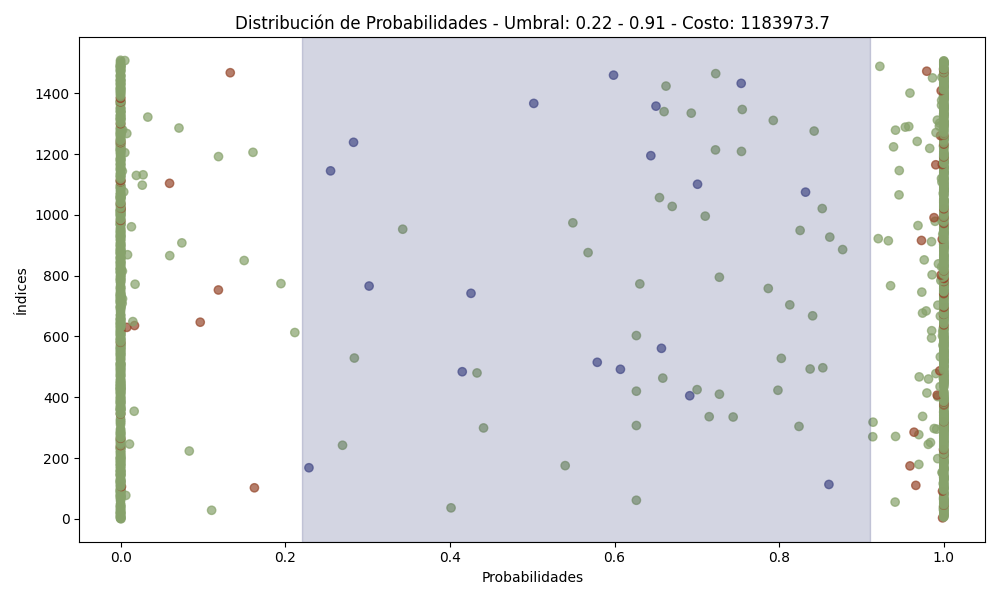 Distribución de Probabilidades - Umbral: 0.22 - 0.91 - Costo: 1183973.7
1400
1200
1000
800
600
400
200
0
Índices
0.0 0.2 0.4 0.6 0.8 1.0
Probabilidades